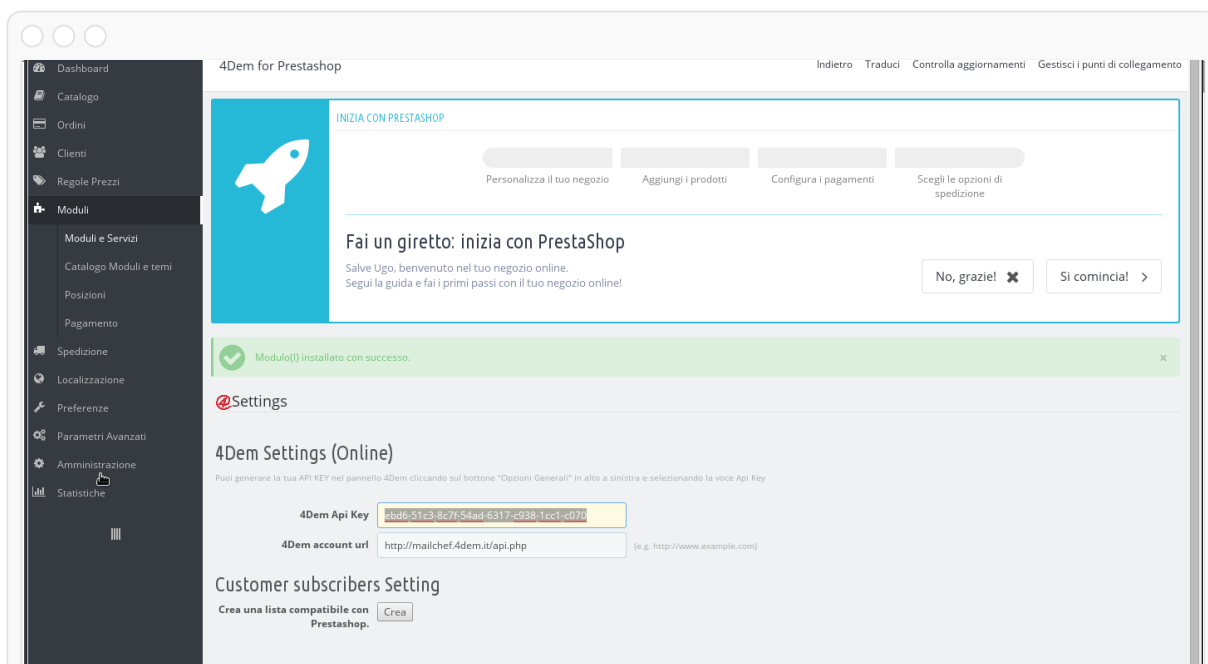 Dashboard
Catalogo
Ordini
Clienti
Regole Prezzi
Moduli
Moduli e Servizi
Catalogo Moduli e temi
Posizioni
Pagamento
Spedizione
Localizzazione
Preferenze
Parametri Avanzati
Amministrazione
Statistiche
4Dem for Prestashop
Indietro Traduci Controlla aggiornamenti Gestisci i punti di collegamento
INIZIA CON PRESTASHOP
Personalizza il tuo negozio Aggiungi i prodotti Configura i pagamenti Scegli le opzioni di
spedizione
Fai un giretto: inizia con PrestaShop
Salve Ugo, benvenuto nel tuo negozio online.
Segui la guida e fai i primi passi con il tuo negozio online!
No, grazie! Si comincia!
Modulo(I) installato con successo.
4Settings
4Dem Settings (Online)
Puoi generare la tua API KEY nel pannello 4Dem cliccando sul bottone "Opzioni Generali" in alto a sinistra e selezionando la voce Api Key
4Dem Api Key ebd6-51c3-8c7f-54ad-6317-c938-1cc1-c070
4Dem account url http://mailchef.4dem.it/api.php (e.g. http://www.example.com)
Customer subscribers Setting
Crea una lista compatibile con Crea
Prestashop.